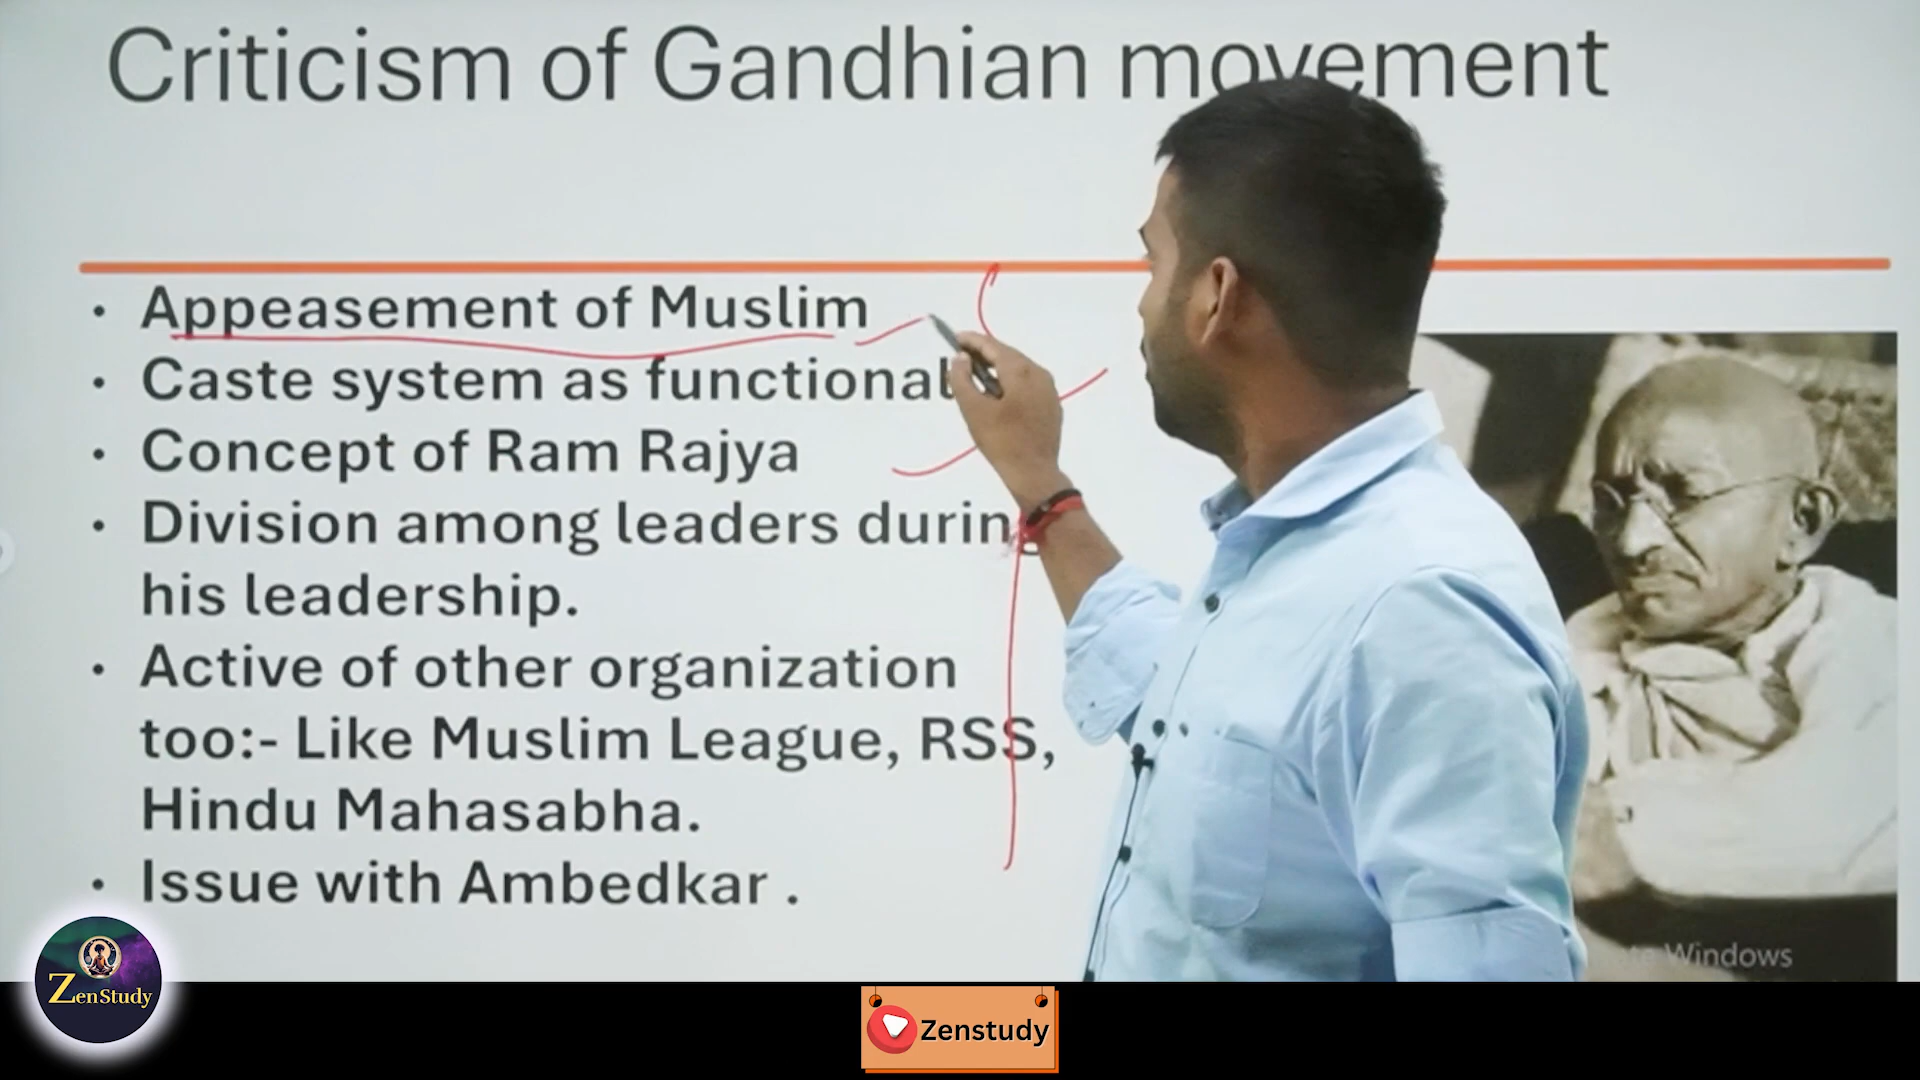 Criticism of Gandhian movement
• Appeasement of Muslim
• Caste system as functional
• Concept of Ram Rajya
• Division among leaders during
his leadership.
• Active of other organization
too:- Like Muslim League, RSS,
Hindu Mahasabha.
• Issue with Ambedkar .
Windows
ZenStudy
Zenstudy